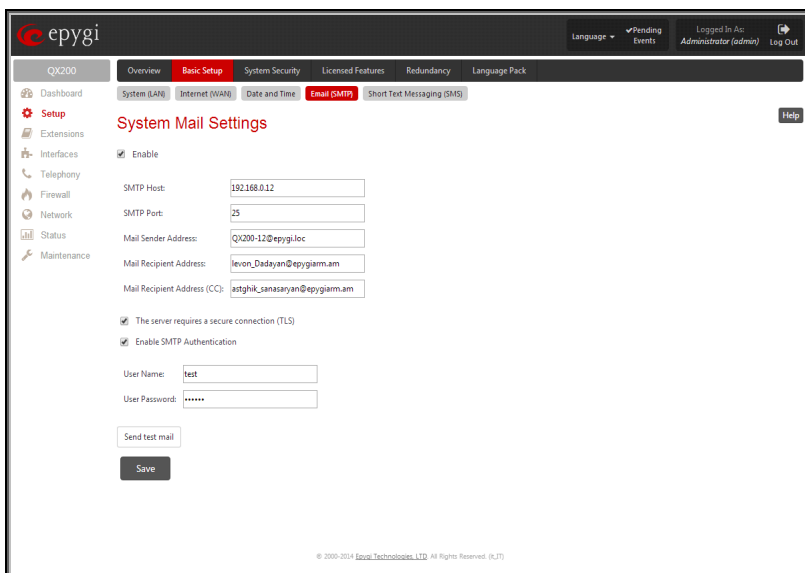 epygi
Language
Pending Events
Logged In As:
Administrator (admin)
Log Out
QX200
Overview
Basic Setup
System Security
Licensed Features
Redundancy
Language Pack
Dashboard
Setup
Extensions
Interfaces
Telephony
Firewall
Network
Status
Maintenance
System (LAN)
Internet (WAN)
Date and Time
Email (SMTP)
Short Text Messaging (SMS)
Help
System Mail Settings
Enable
SMTP Host: 192.168.0.12
SMTP Port: 25
Mail Sender Address: QX200-12@epygi.loc
Mail Recipient Address: levon_Dadayan@epygiarm.am
Mail Recipient Address (CC): astghik_sanasaryan@epygiarm.am
The server requires a secure connection (TLS)
Enable SMTP Authentication
User Name: test
User Password: ••••••
Send test mail
Save
© 2000-2014 Epygi Technologies, LTD. All Rights Reserved. (it_IT)